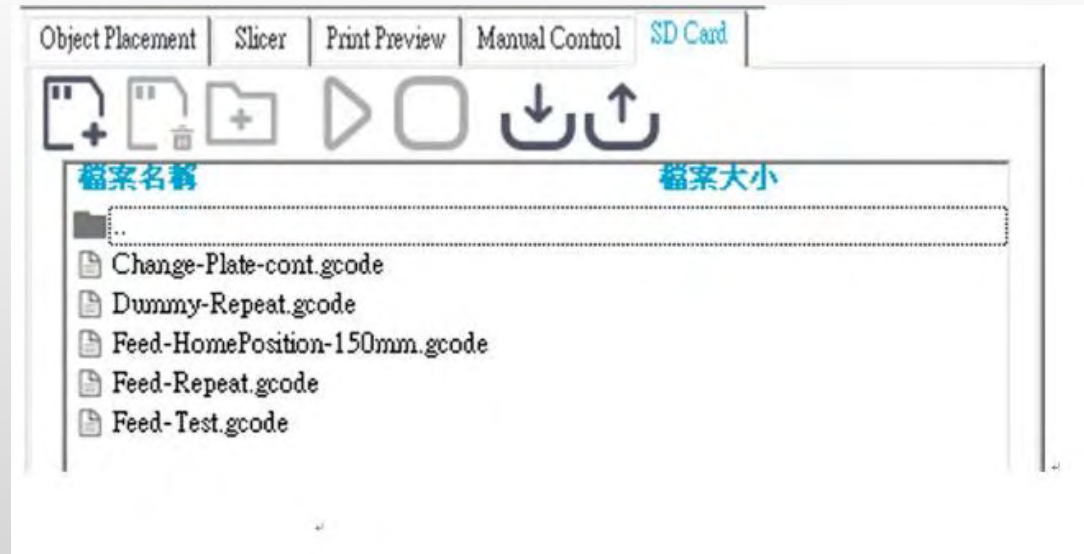 Object Placement Slicer Print Preview Manual Control SD Card
檔案名稱 檔案大小
..
Change-Plate-cont.gcode
Dummy-Repeat.gcode
Feed-HomePosition-150mm.gcode
Feed-Repeat.gcode
Feed-Test.gcode